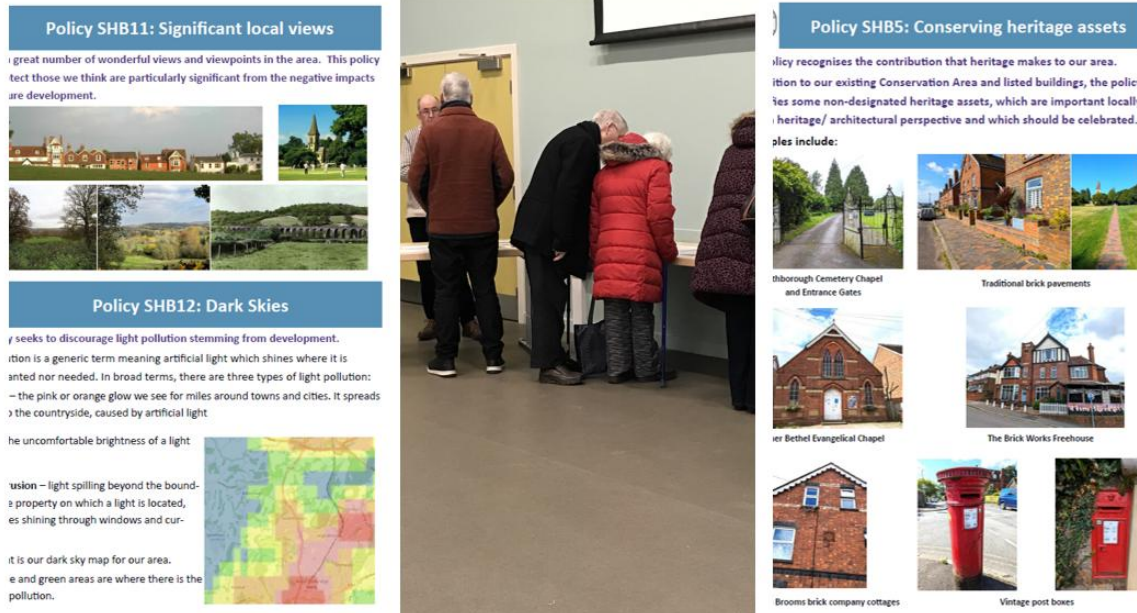 Policy SHB11: Significant local views
great number of wonderful views and viewpoints in the area. This policy
otect those we think are particularly significant from the negative impacts
ure development.
Policy SHB12: Dark Skies
y seeks to discourage light pollution stemming from development.
ution is a generic term meaning artificial light which shines where it is
anted nor needed. In broad terms, there are three types of light pollution:
– the pink or orange glow we see for miles around towns and cities. It spreads
o the countryside, caused by artificial light
he uncomfortable brightness of a light
rusion – light spilling beyond the bound-
e property on which a light is located,
es shining through windows and cur-
t is our dark sky map for our area.
e and green areas are where there is the
pollution.
Policy SHB5: Conserving heritage assets
olicy recognises the contribution that heritage makes to our area.
ition to our existing Conservation Area and listed buildings, the polic
fies some non-designated heritage assets, which are important locally
heritage/ architectural perspective and which should be celebrated.
ples include:
thborough Cemetery Chapel
and Entrance Gates
Traditional brick pavements
er Bethel Evangelical Chapel
The Brick Works Freehouse
Brooms brick company cottages
Vintage post boxes